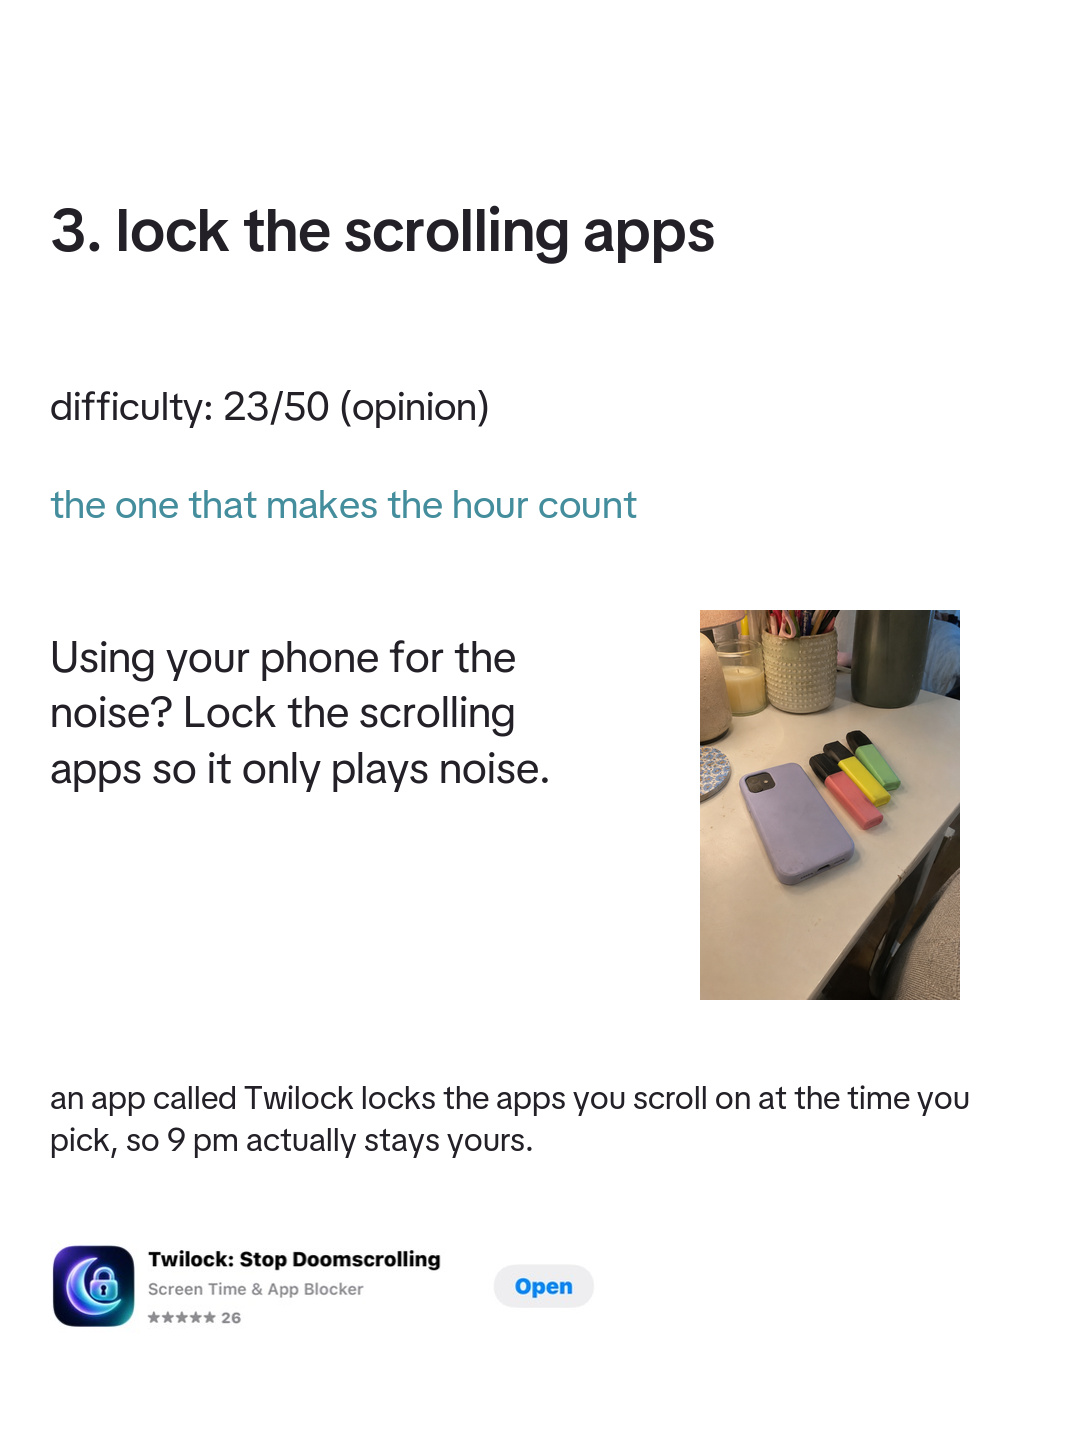 3. lock the scrolling apps
difficulty: 23/50 (opinion)
the one that makes the hour count
Using your phone for the
noise? Lock the scrolling
apps so it only plays noise.
an app called Twilock locks the apps you scroll on at the time you
pick, so 9 pm actually stays yours.
Twilock: Stop Doomscrolling
Screen Time & App Blocker
★★★★★ 26
Open